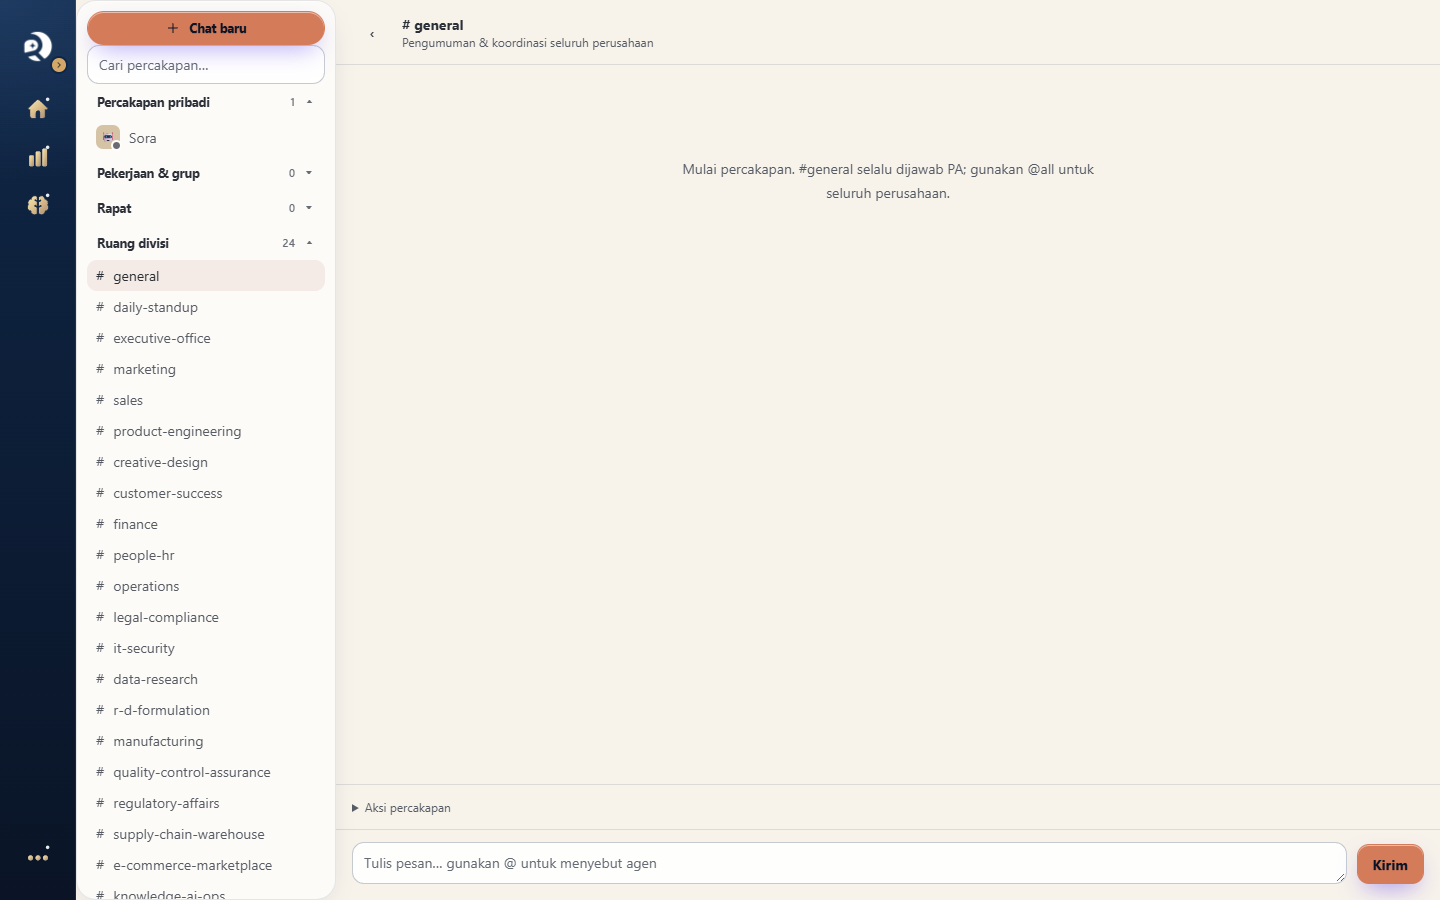 + Chat baru
Cari percakapan...
Percakapan pribadi 1
Sora
Pekerjaan & grup 0
Rapat 0
Ruang divisi 24
# general
# daily-standup
# executive-office
# marketing
# sales
# product-engineering
# creative-design
# customer-success
# finance
# people-hr
# operations
# legal-compliance
# it-security
# data-research
# r-d-formulation
# manufacturing
# quality-control-assurance
# regulatory-affairs
# supply-chain-warehouse
# e-commerce-marketplace
# knowledge-ai-ops
# general
Pengumuman & koordinasi seluruh perusahaan
Mulai percakapan. #general selalu dijawab PA; gunakan @all untuk
seluruh perusahaan.
Aksi percakapan
Tulis pesan... gunakan @ untuk menyebut agen
Kirim